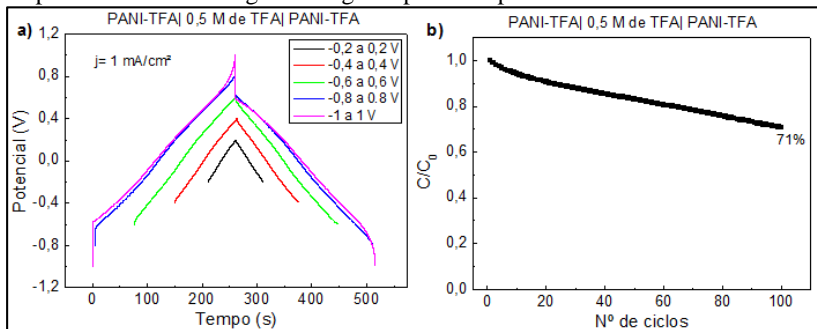 PANI-TFA| 0,5 M de TFA| PANI-TFA
a)
j= 1 mA/cm²
-0,2 a 0,2 V
-0,4 a 0,4 V
-0,6 a 0,6 V
-0,8 a 0.8 V
-1 a 1 V
Potencial (V)
1,2
0,8
0,4
0,0
-0,4
-0,8
-1,2
0 100 200 300 400 500
Tempo (s)
PANI-TFA| 0,5 M de TFA| PANI-TFA
b)
C/C0
1,2
1,0
0,8
0,6
0,4
0,2
0,0
71%
0 20 40 60 80 100
Nº de ciclos